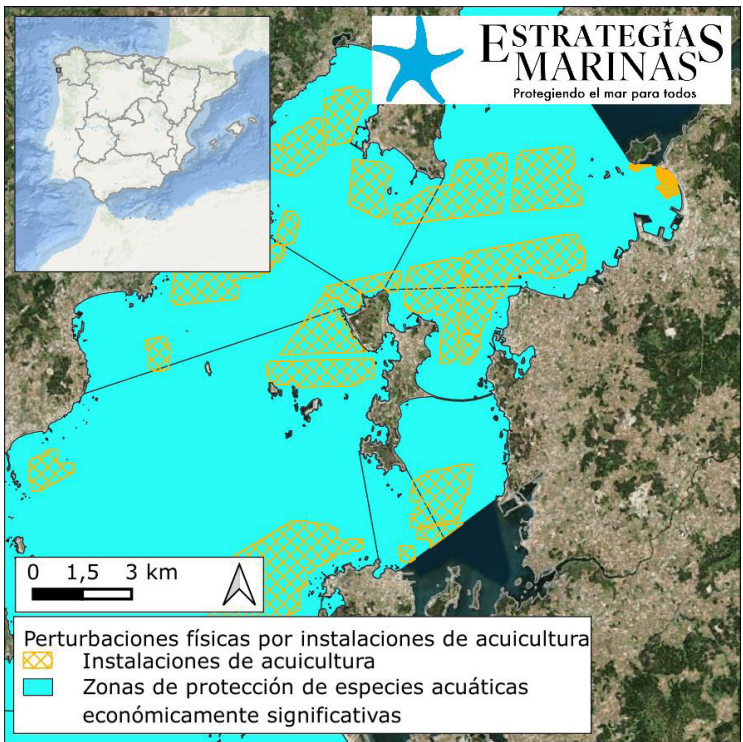 ESTRATEGIAS
MARINAS
Protegiendo el mar para todos
0 1,5 3 km
Perturbaciones físicas por instalaciones de acuicultura
Instalaciones de acuicultura
Zonas de protección de especies acuáticas
económicamente significativas